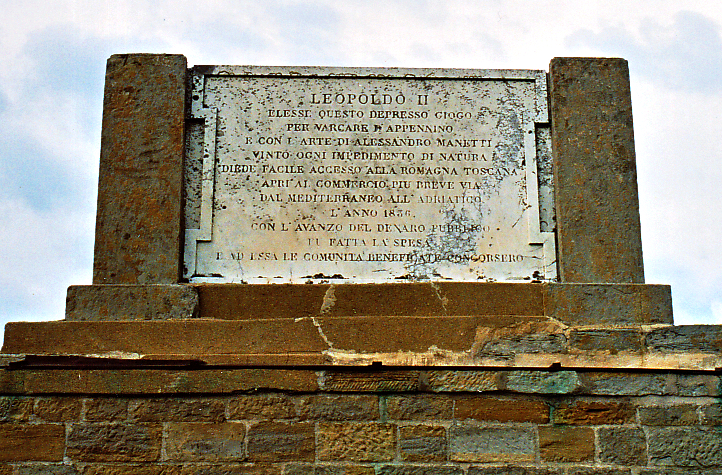 LEOPOLDO II
ELESSE QUESTO DEPRESSO GIOGO
PER VARCARE L'APPENNINO
E CON L'ARTE DI ALESSANDRO MANETTI
VINTO OGNI IMPEDIMENTO DI NATURA
DIEDE FACILE ACCESSO ALLA ROMAGNA TOSCANA
APRI' AL COMMERCIO PIU BREVE VIA
DAL MEDITERRANEO ALL'ADRIATICO
L'ANNO 1836.
CON L'AVANZO DEL DENARO PUBBLICO
FU FATTA LA SPESA
E AD ESSA LE COMUNITÀ BENEFICATE CONCORSERO